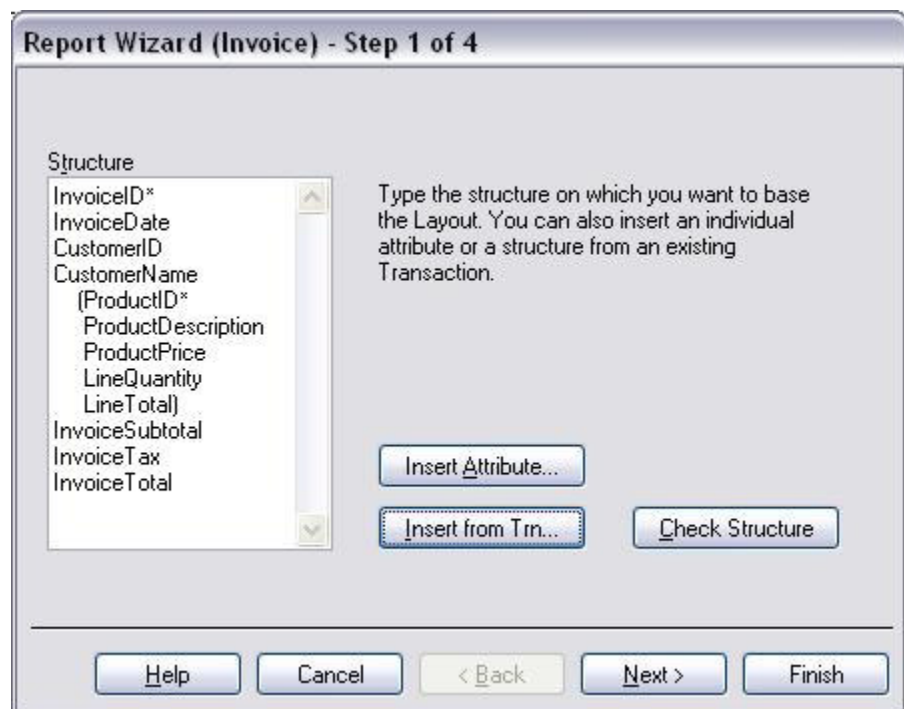 Report Wizard (Invoice) - Step 1 of 4
Structure
InvoiceID*
InvoiceDate
CustomerID
CustomerName
(ProductID*
ProductDescription
ProductPrice
LineQuantity
LineTotal)
InvoiceSubtotal
InvoiceTax
InvoiceTotal
Type the structure on which you want to base
the Layout. You can also insert an individual
attribute or a structure from an existing
Transaction.
Insert Attribute...
Insert from Trn...
Check Structure
Help
Cancel
< Back
Next >
Finish